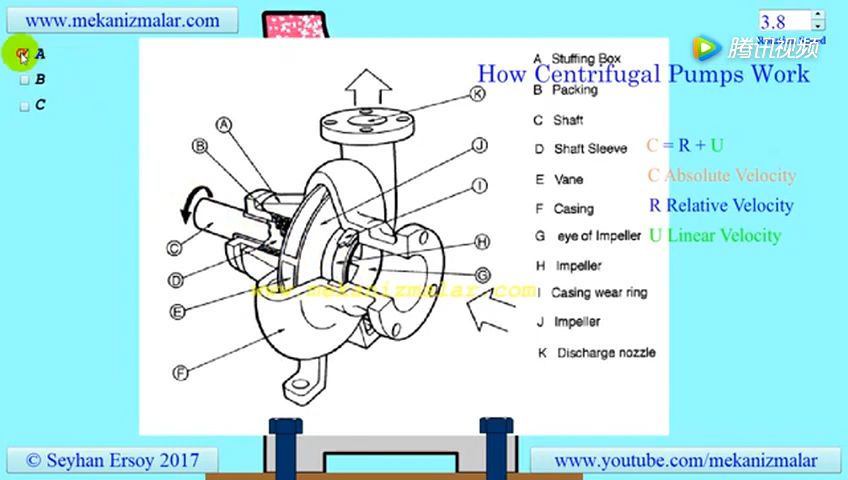 www.mekanizmalar.com
3.8
腾讯视频
A
B
C
How Centrifugal Pumps Work
A Stuffing Box
B Packing
C Shaft
D Shaft Sleeve
E Vane
F Casing
G eye of Impeller
H Impeller
I Casing wear ring
J Impeller
K Discharge nozzle
C = R + U
C Absolute Velocity
R Relative Velocity
U Linear Velocity
A
B
C
D
E
F
K
J
I
H
G
www.mekanizmalar.com
© Seyhan Ersoy 2017
www.youtube.com/mekanizmalar